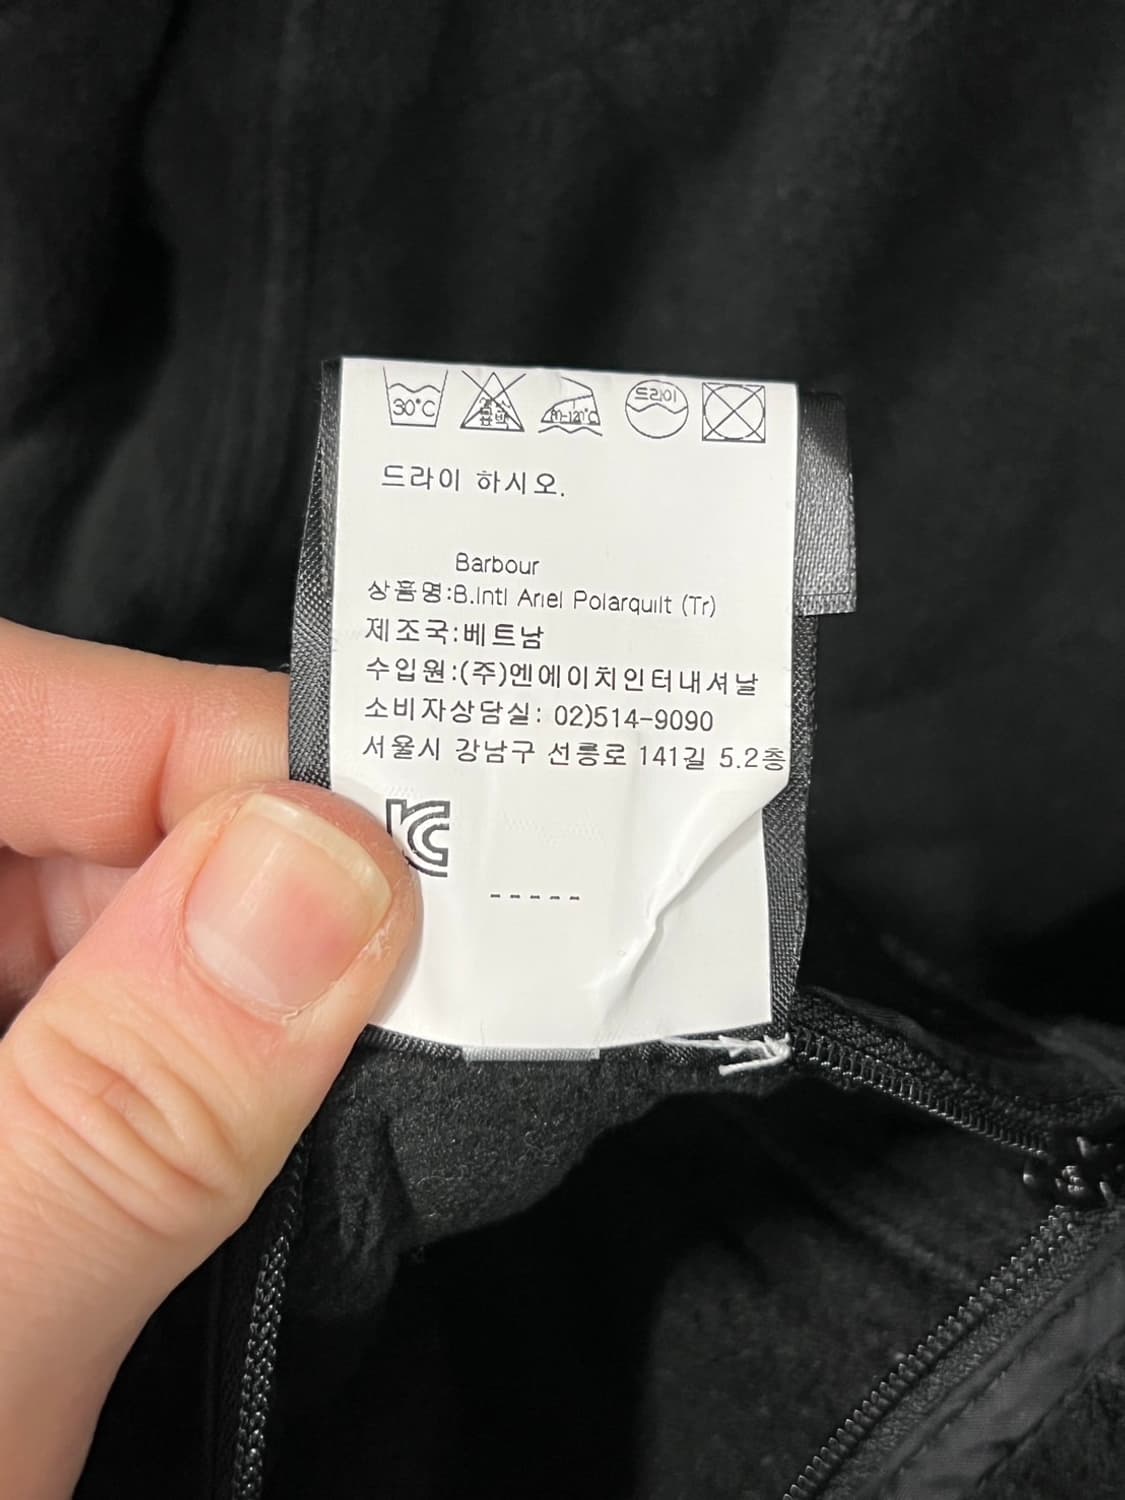 30°C 80-120°C 드라이
드라이 하시오.
Barbour
상품명:B.Intl Ariel Polarquilt (Tr)
제조국:베트남
수입원:(주)엔에이치인터내셔날
소비자상담실: 02)514-9090
서울시 강남구 선릉로 141길 5.2층
KC
-----